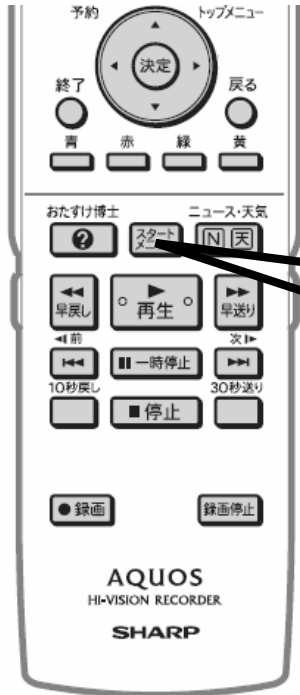 予約 トップメニュー
決定
終了 戻る
青 赤 緑 黄
おたすけ博士 ニュース・天気
? スタートメニュー N 天
◀◀ ▶ ▶▶
早戻し 再生 早送り
前 次
⏮ ⏸ 一時停止 ⏭
10秒戻し 30秒送り
■停止
●録画 録画停止
AQUOS
HI-VISION RECORDER
SHARP